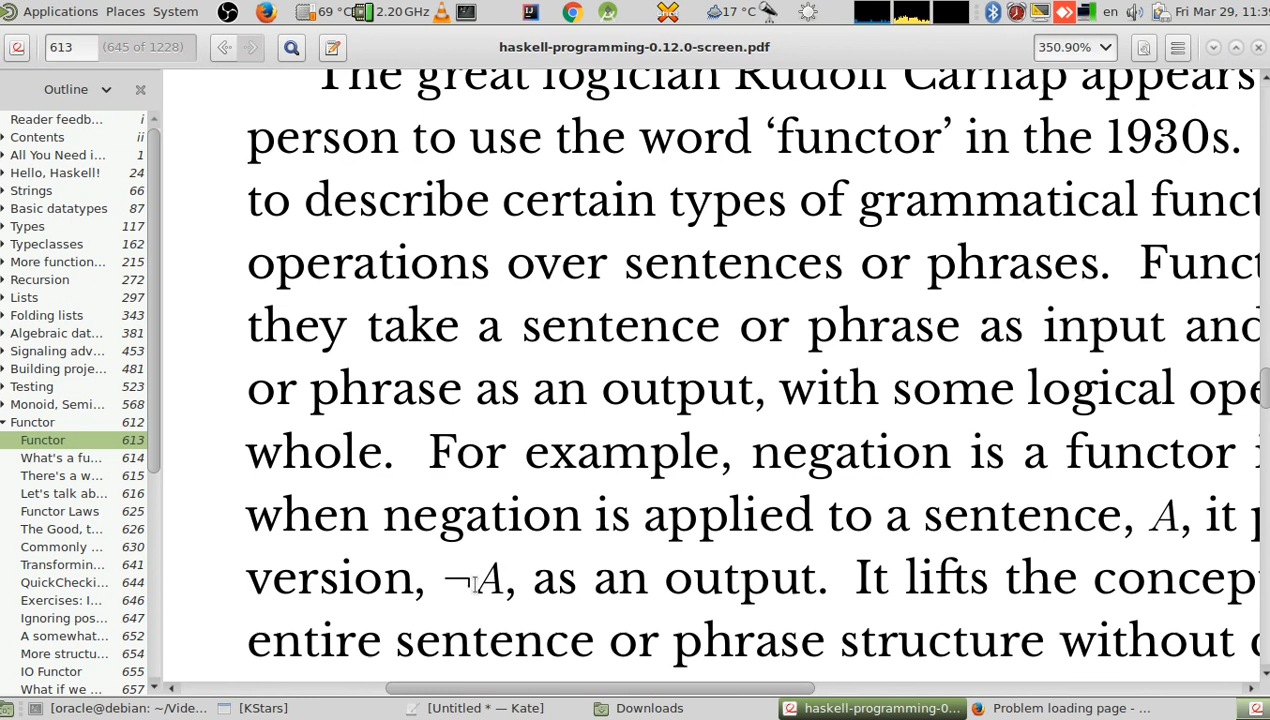 Applications Places System 69 °C 2.20 GHz 17 °C en Fri Mar 29, 11:3
613 (645 of 1228) haskell-programming-0.12.0-screen.pdf 350.90%
Outline
Reader feedb... i
Contents ii
All You Need i... 1
Hello, Haskell! 24
Strings 66
Basic datatypes 87
Types 117
Typeclasses 162
More function... 215
Recursion 272
Lists 297
Folding lists 343
Algebraic dat... 381
Signaling adv... 453
Building proje... 481
Testing 523
Monoid, Semi... 568
Functor 612
Functor 613
What's a fu... 614
There's a w... 615
Let's talk ab... 616
Functor Laws 625
The Good, t... 626
Commonly ... 630
Transformin... 641
QuickChecki... 644
Exercises: I... 646
Ignoring pos... 647
A somewhat... 652
More structu... 654
IO Functor 655
What if we ... 657
The great logician Rudolf Carnap appears
person to use the word ‘functor’ in the 1930s.
to describe certain types of grammatical funct
operations over sentences or phrases. Funct
they take a sentence or phrase as input and
or phrase as an output, with some logical ope
whole. For example, negation is a functor i
when negation is applied to a sentence, A, it p
version, ¬A, as an output. It lifts the concep
entire sentence or phrase structure without c
[oracle@debian: ~/Vide... [KStars] [Untitled * — Kate] Downloads haskell-programming-0.... Problem loading page - ...